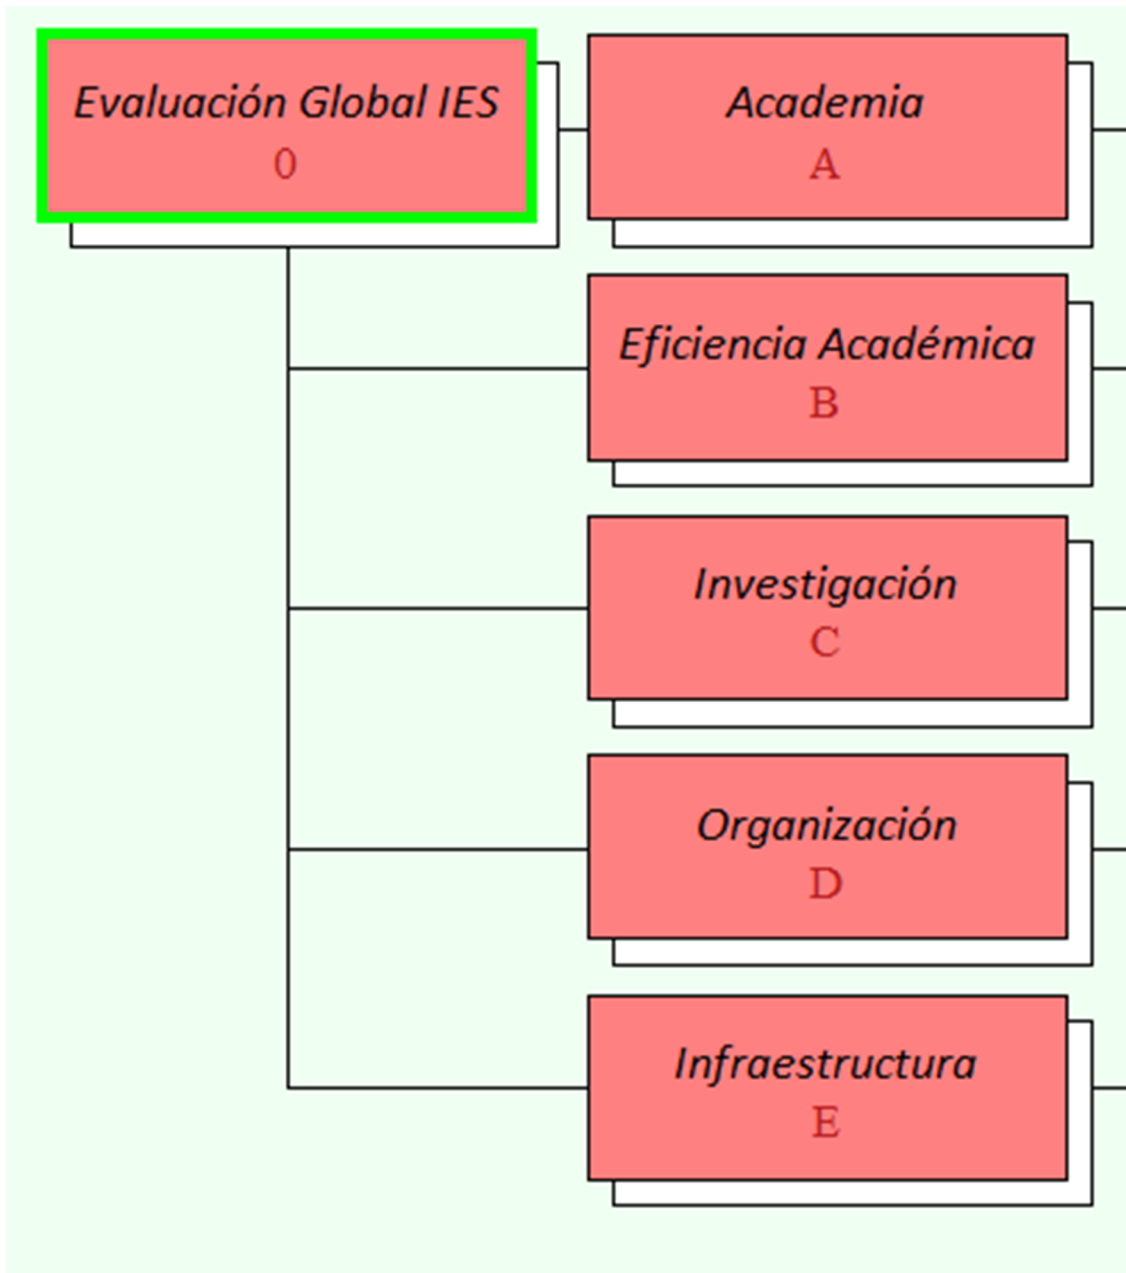 Evaluación Global IES
0
Academia
A
Eficiencia Académica
B
Investigación
C
Organización
D
Infraestructura
E